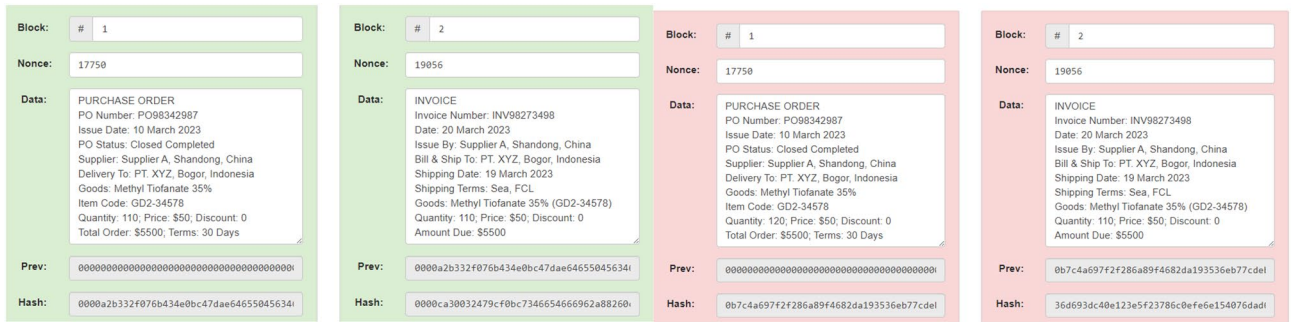 Block: # 1
Nonce: 17750
Data: PURCHASE ORDER
PO Number: PO98342987
Issue Date: 10 March 2023
PO Status: Closed Completed
Supplier: Supplier A, Shandong, China
Delivery To: PT. XYZ, Bogor, Indonesia
Goods: Methyl Tiofanate 35%
Item Code: GD2-34578
Quantity: 110; Price: $50; Discount: 0
Total Order: $5500; Terms: 30 Days
Prev:
Hash: 0000a2b332f076b434e0bc47dae64655045634
Block: # 2
Nonce: 19056
Data: INVOICE
Invoice Number: INV98273498
Date: 20 March 2023
Issue By: Supplier A, Shandong, China
Bill & Ship To: PT. XYZ, Bogor, Indonesia
Shipping Date: 19 March 2023
Shipping Terms: Sea, FCL
Goods: Methyl Tiofanate 35% (GD2-34578)
Quantity: 110; Price: $50; Discount: 0
Amount Due: $5500
Prev: 0000a2b332f076b434e0bc47dae64655045634
Hash: 0000ca30032479cf0bc7346654666962a88260
Block: # 1
Nonce: 17750
Data: PURCHASE ORDER
PO Number: PO98342987
Issue Date: 10 March 2023
PO Status: Closed Completed
Supplier: Supplier A, Shandong, China
Delivery To: PT. XYZ, Bogor, Indonesia
Goods: Methyl Tiofanate 35%
Item Code: GD2-34578
Quantity: 120; Price: $50; Discount: 0
Total Order: $5500; Terms: 30 Days
Prev:
Hash: 0b7c4a697f2f286a89f4682da193536eb77cde
Block: # 2
Nonce: 19056
Data: INVOICE
Invoice Number: INV98273498
Date: 20 March 2023
Issue By: Supplier A, Shandong, China
Bill & Ship To: PT. XYZ, Bogor, Indonesia
Shipping Date: 19 March 2023
Shipping Terms: Sea, FCL
Goods: Methyl Tiofanate 35% (GD2-34578)
Quantity: 110; Price: $50; Discount: 0
Amount Due: $5500
Prev: 0b7c4a697f2f286a89f4682da193536eb77cde
Hash: 36d693dc40e123e5f23786c0efe6e154076dad